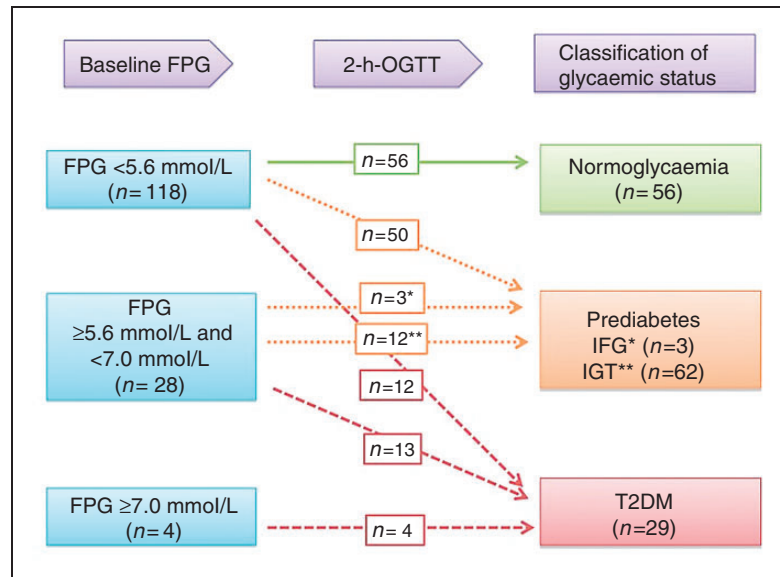 Baseline FPG
2-h-OGTT
Classification of
glycaemic status
FPG <5.6 mmol/L
(n= 118)
n=56
Normoglycaemia
(n=56)
n=50
FPG
≥5.6 mmol/L and
<7.0 mmol/L
(n= 28)
n=3*
n=12**
Prediabetes
IFG* (n=3)
IGT** (n=62)
n=12
n=13
FPG ≥7.0 mmol/L
(n=4)
n= 4
T2DM
(n=29)